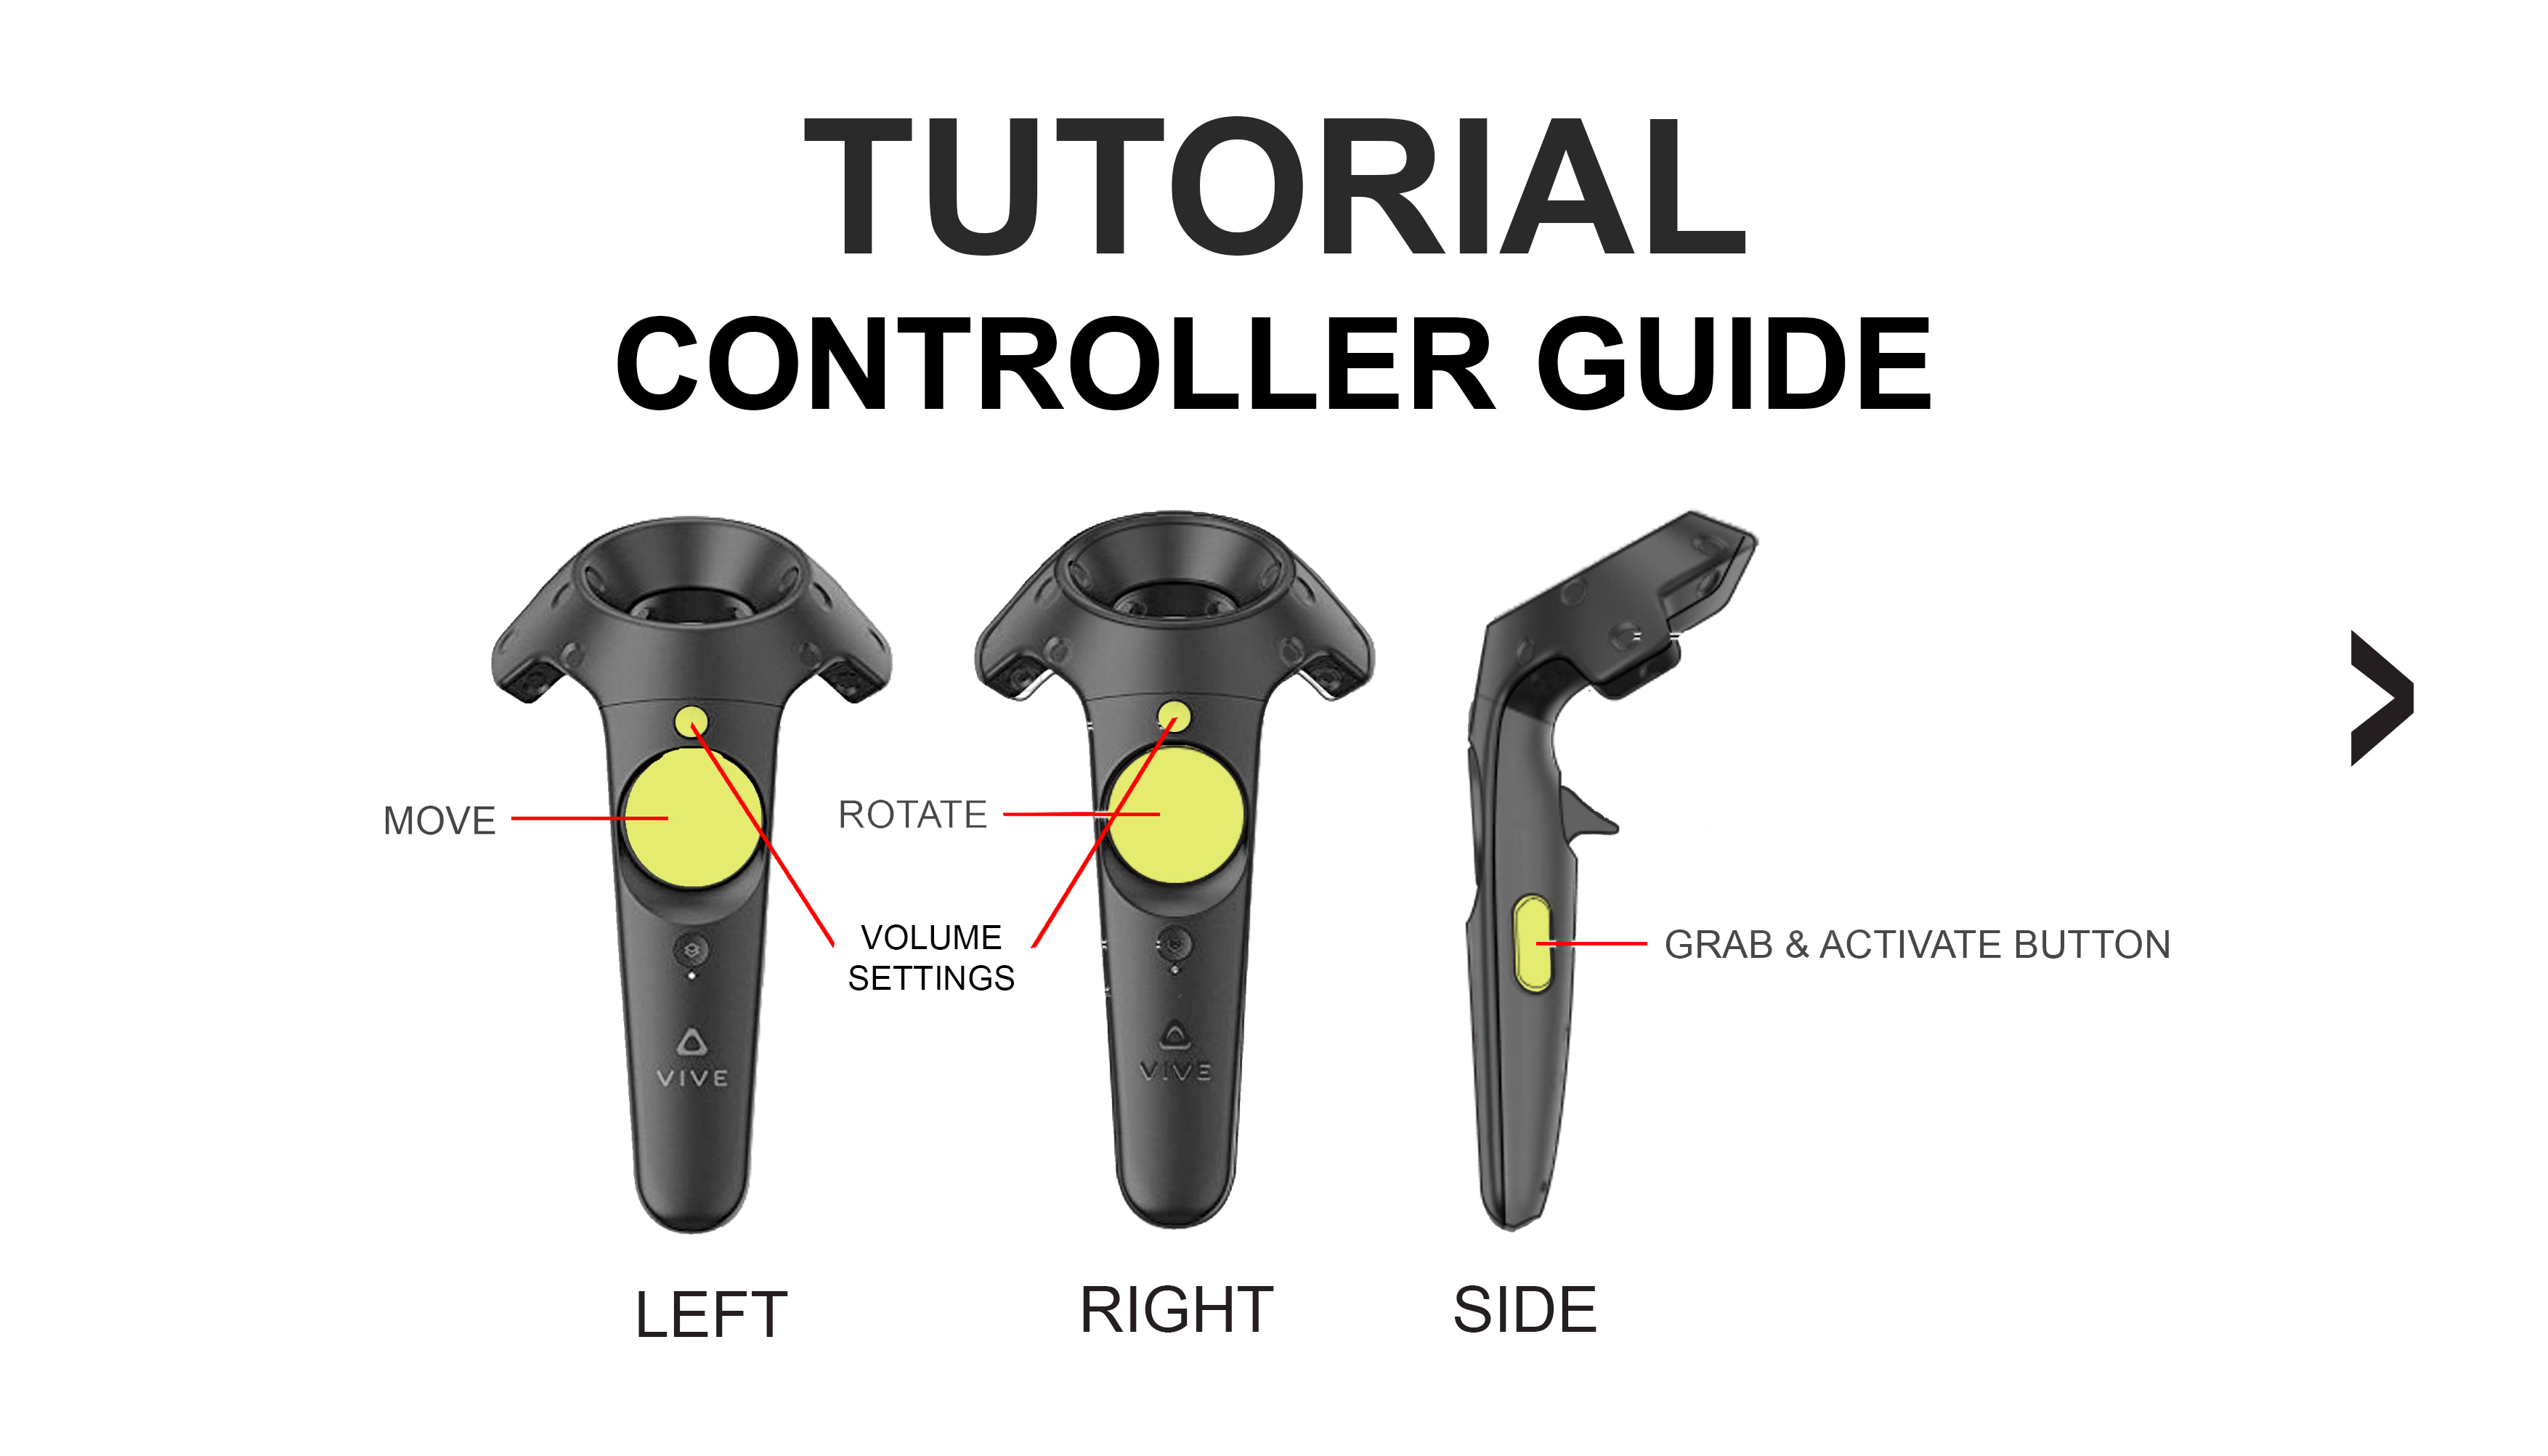 TUTORIAL
CONTROLLER GUIDE
MOVE
ROTATE
VOLUME
SETTINGS
GRAB & ACTIVATE BUTTON
VIVE
VIVE
LEFT
RIGHT
SIDE